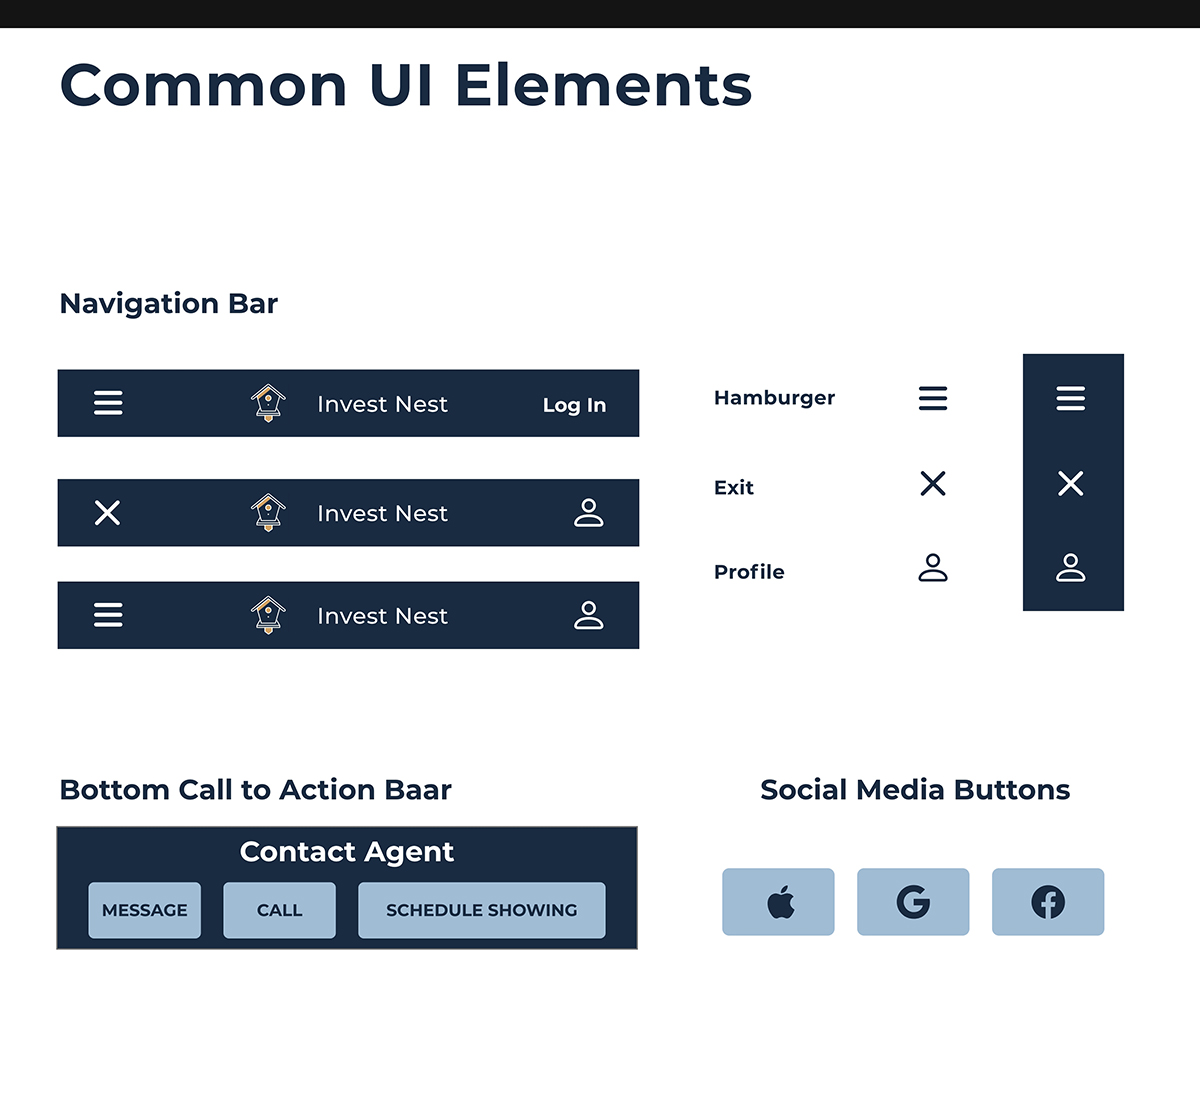 Common UI Elements
Navigation Bar
Invest Nest
Log In
Invest Nest
Invest Nest
Hamburger
Exit
Profile
Bottom Call to Action Baar
Contact Agent
MESSAGE
CALL
SCHEDULE SHOWING
Social Media Buttons